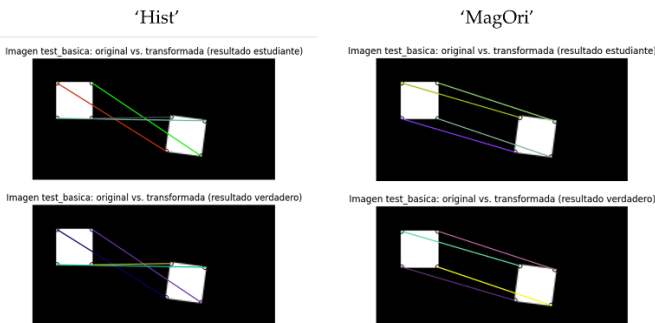 ‘Hist’
‘MagOri’
Imagen test_basica: original vs. transformada (resultado estudiante)
Imagen test_basica: original vs. transformada (resultado estudiante)
Imagen test_basica: original vs. transformada (resultado verdadero)
Imagen test_basica: original vs. transformada (resultado verdadero)